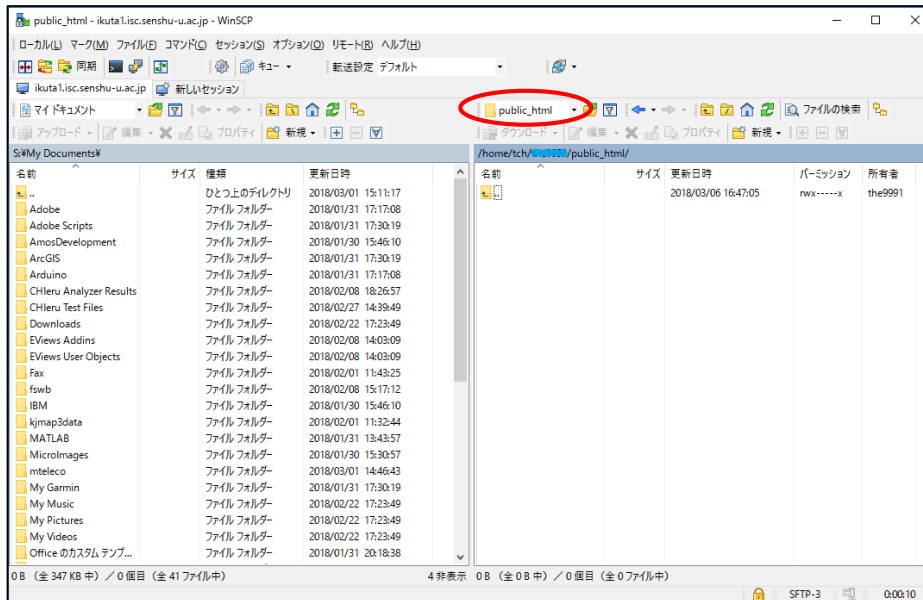 public_html - ikuta1.isc.senshu-u.ac.jp - WinSCP
ローカル(L) マーク(M) ファイル(F) コマンド(C) セッション(S) オプション(O) リモート(R) ヘルプ(H)
同期 キュー 転送設定 デフォルト
ikuta1.isc.senshu-u.ac.jp 新しいセッション
マイ ドキュメント public_html ファイルの検索
アップロード 編集 プロパティ 新規 ダウンロード 編集 プロパティ 新規
S:¥My Documents¥ /home/tch/ /public_html/
名前 サイズ 種類 更新日時 名前 サイズ 更新日時 パーミッション 所有者
.. ひとつ上のディレクトリ 2018/03/01 15:11:17 .. 2018/03/06 16:47:05 rwx-----x the9991
Adobe ファイル フォルダー 2018/01/31 17:17:08
Adobe Scripts ファイル フォルダー 2018/01/31 17:30:19
AmosDevelopment ファイル フォルダー 2018/01/30 15:46:10
ArcGIS ファイル フォルダー 2018/01/31 17:30:19
Arduino ファイル フォルダー 2018/01/31 17:17:08
CHIeru Analyzer Results ファイル フォルダー 2018/02/08 18:26:57
CHIeru Test Files ファイル フォルダー 2018/02/27 14:39:49
Downloads ファイル フォルダー 2018/02/22 17:23:49
EViews Addins ファイル フォルダー 2018/02/08 14:03:09
EViews User Objects ファイル フォルダー 2018/02/08 14:03:09
Fax ファイル フォルダー 2018/02/01 11:43:25
fswb ファイル フォルダー 2018/02/08 15:17:12
IBM ファイル フォルダー 2018/01/30 15:46:10
kjmap3data ファイル フォルダー 2018/02/01 11:32:44
MATLAB ファイル フォルダー 2018/01/31 13:43:57
MicroImages ファイル フォルダー 2018/01/30 15:30:57
mteleco ファイル フォルダー 2018/03/01 14:46:43
My Garmin ファイル フォルダー 2018/01/31 17:30:19
My Music ファイル フォルダー 2018/02/22 17:23:49
My Pictures ファイル フォルダー 2018/02/22 17:23:49
My Videos ファイル フォルダー 2018/02/22 17:23:49
Office のカスタム テンプ... ファイル フォルダー 2018/01/31 20:18:38
0 B （全 347 KB 中）／ 0 個目（全 41 ファイル中） 4 非表示 0 B （全 0 B 中）／ 0 個目（全 0 ファイル中）
SFTP-3 0:00:10